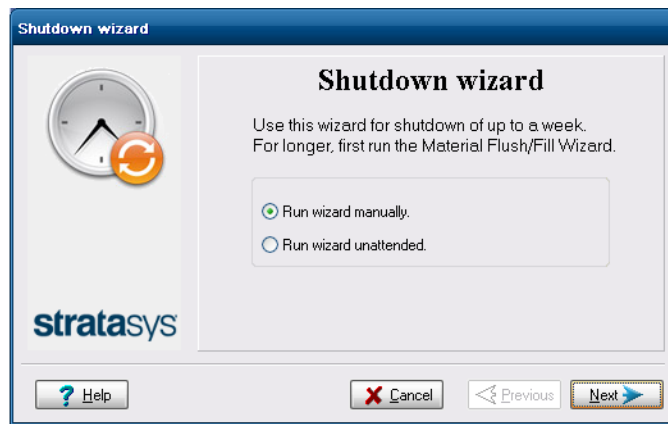 Shutdown wizard
Shutdown wizard
Use this wizard for shutdown of up to a week.
For longer, first run the Material Flush/Fill Wizard.
Run wizard manually.
Run wizard unattended.
stratasys
? Help
Cancel
Previous
Next